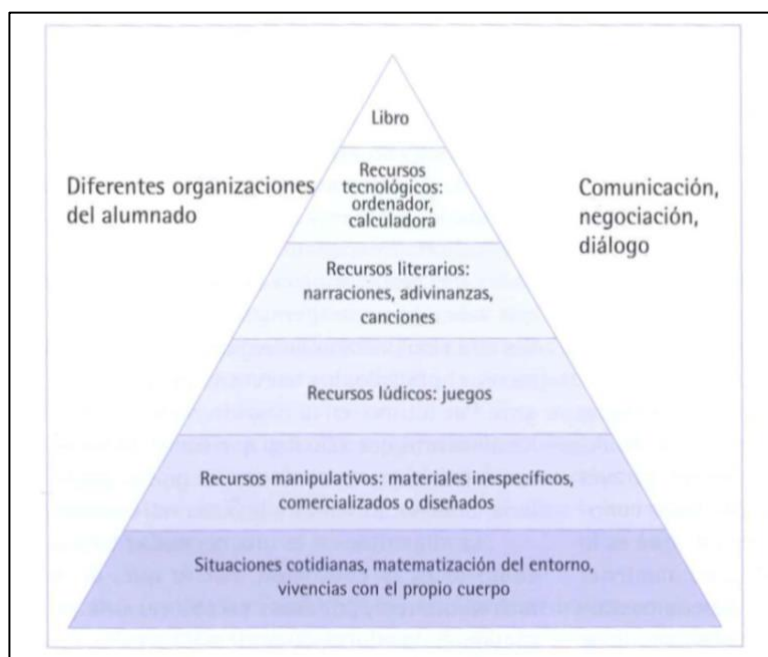 Libro
Recursos
tecnológicos:
ordenador,
calculadora
Diferentes organizaciones
del alumnado
Comunicación,
negociación,
diálogo
Recursos literarios:
narraciones, adivinanzas,
canciones
Recursos lúdicos: juegos
Recursos manipulativos: materiales inespecíficos,
comercializados o diseñados
Situaciones cotidianas, matematización del entorno,
vivencias con el propio cuerpo